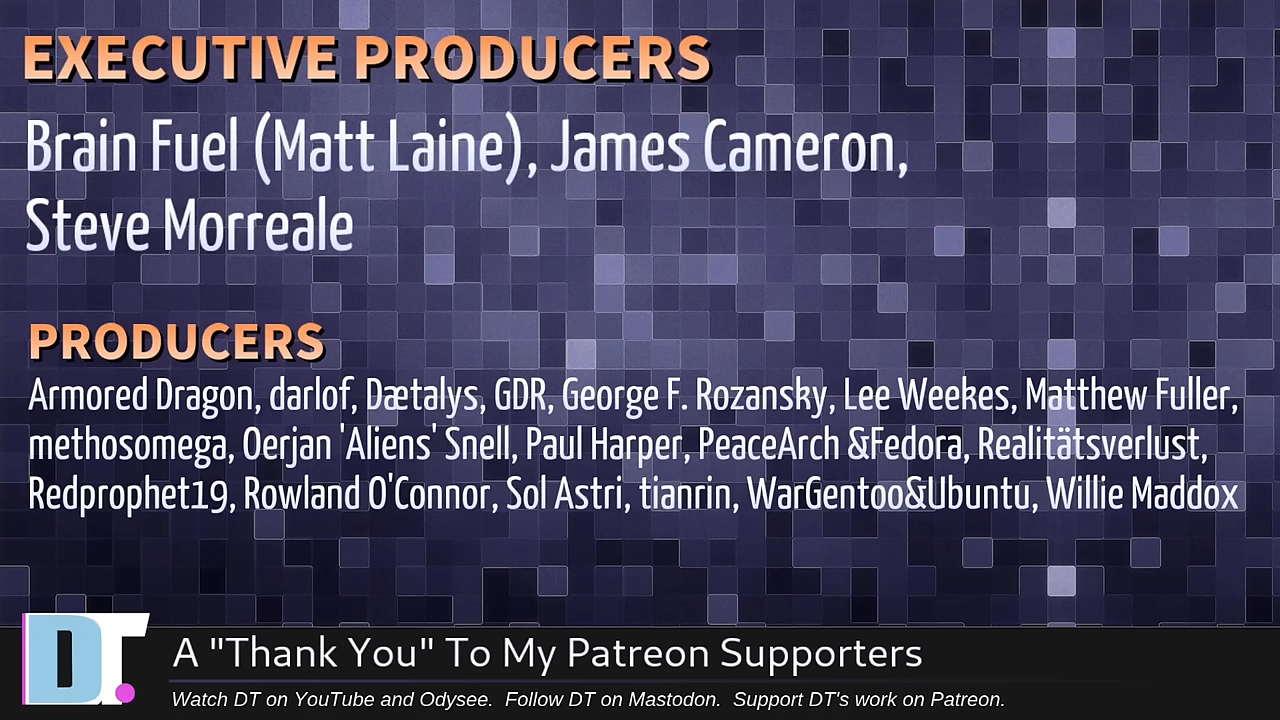 EXECUTIVE PRODUCERS
Brain Fuel (Matt Laine), James Cameron,
Steve Morreale
PRODUCERS
Armored Dragon, darlof, Dætalys, GDR, George F. Rozansky, Lee Weekes, Matthew Fuller,
methosomega, Oerjan 'Aliens' Snell, Paul Harper, PeaceArch &Fedora, Realitätsverlust,
Redprophet19, Rowland O'Connor, Sol Astri, tianrin, WarGentoo&Ubuntu, Willie Maddox
DT.
A "Thank You" To My Patreon Supporters
Watch DT on YouTube and Odysee.  Follow DT on Mastodon.  Support DT's work on Patreon.